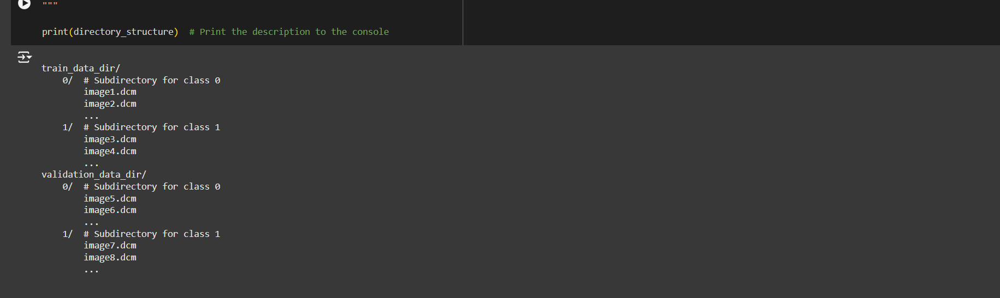 """
print(directory_structure)  # Print the description to the console
train_data_dir/
    0/  # Subdirectory for class 0
        image1.dcm
        image2.dcm
        ...
    1/  # Subdirectory for class 1
        image3.dcm
        image4.dcm
        ...
validation_data_dir/
    0/  # Subdirectory for class 0
        image5.dcm
        image6.dcm
        ...
    1/  # Subdirectory for class 1
        image7.dcm
        image8.dcm
        ...